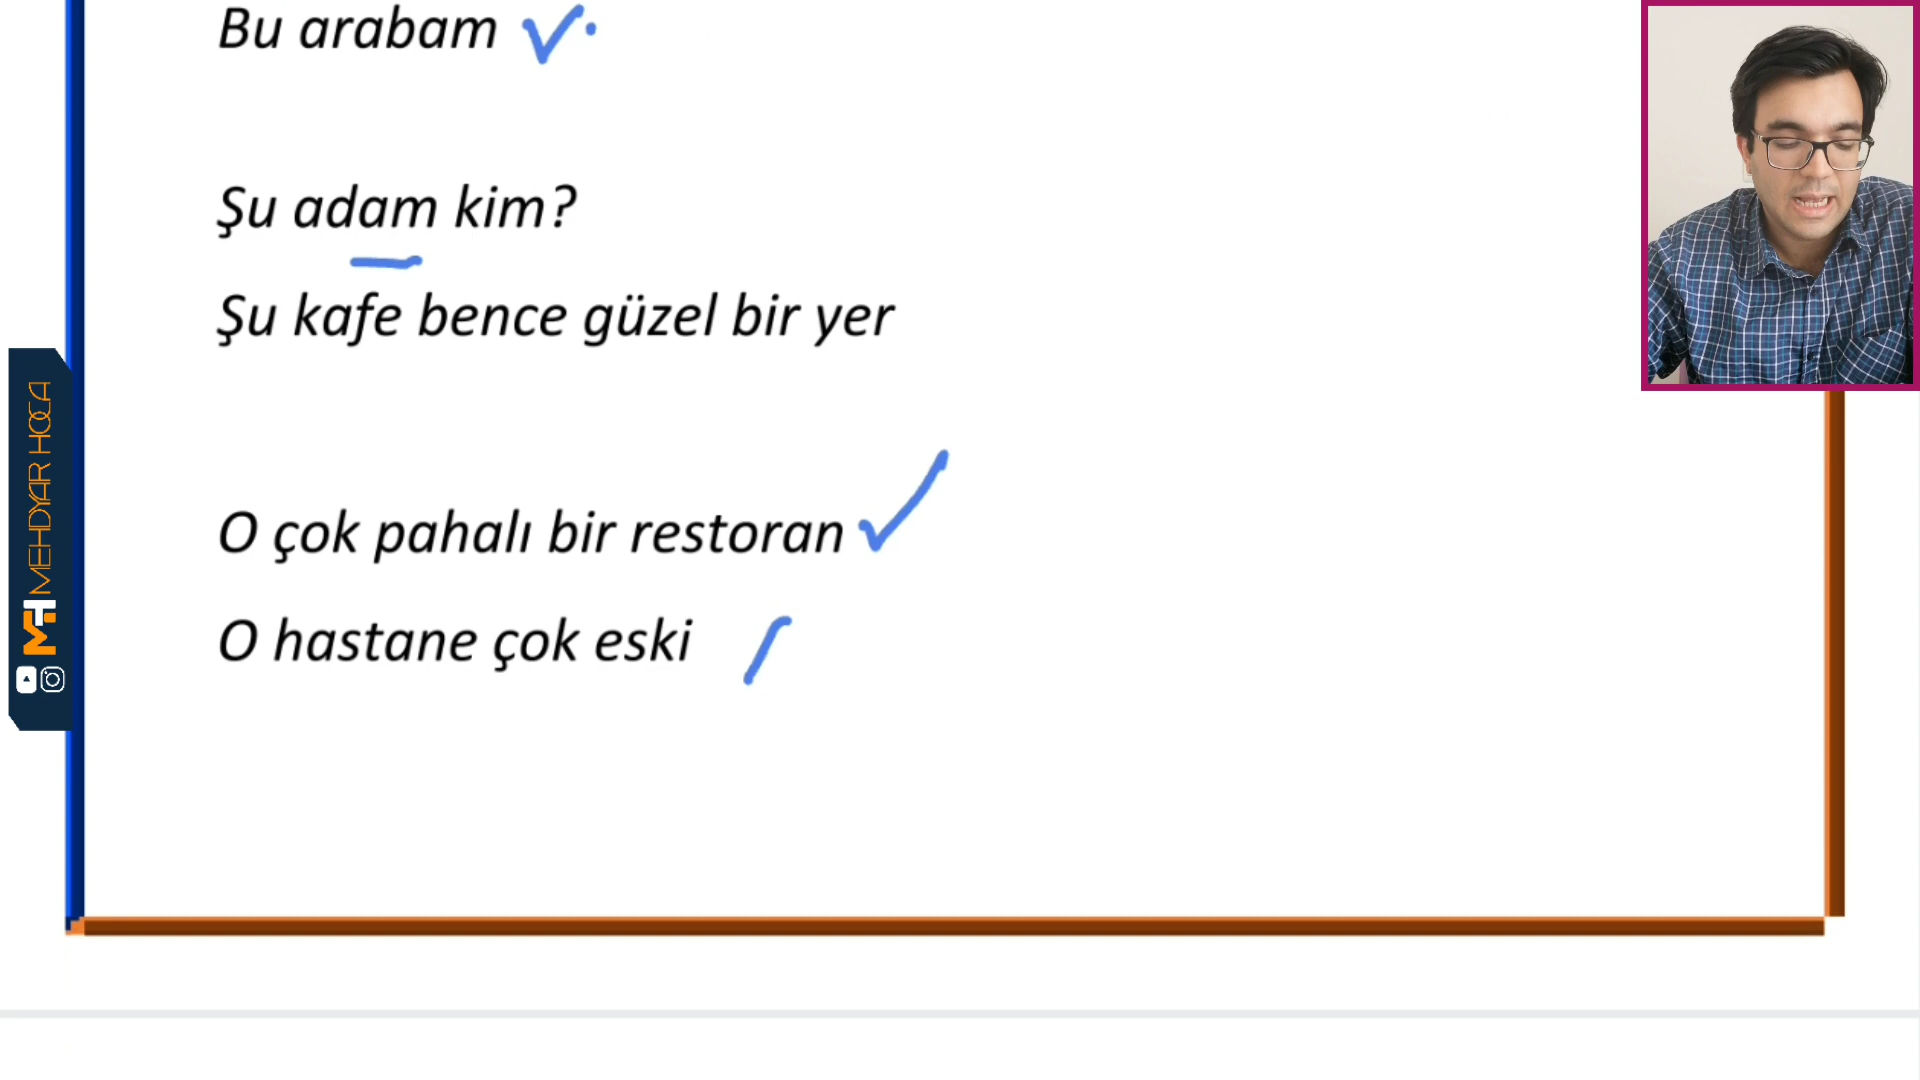 Bu arabam
Şu adam kim?
Şu kafe bence güzel bir yer
O çok pahalı bir restoran
O hastane çok eski
MEHDYAR HOCA